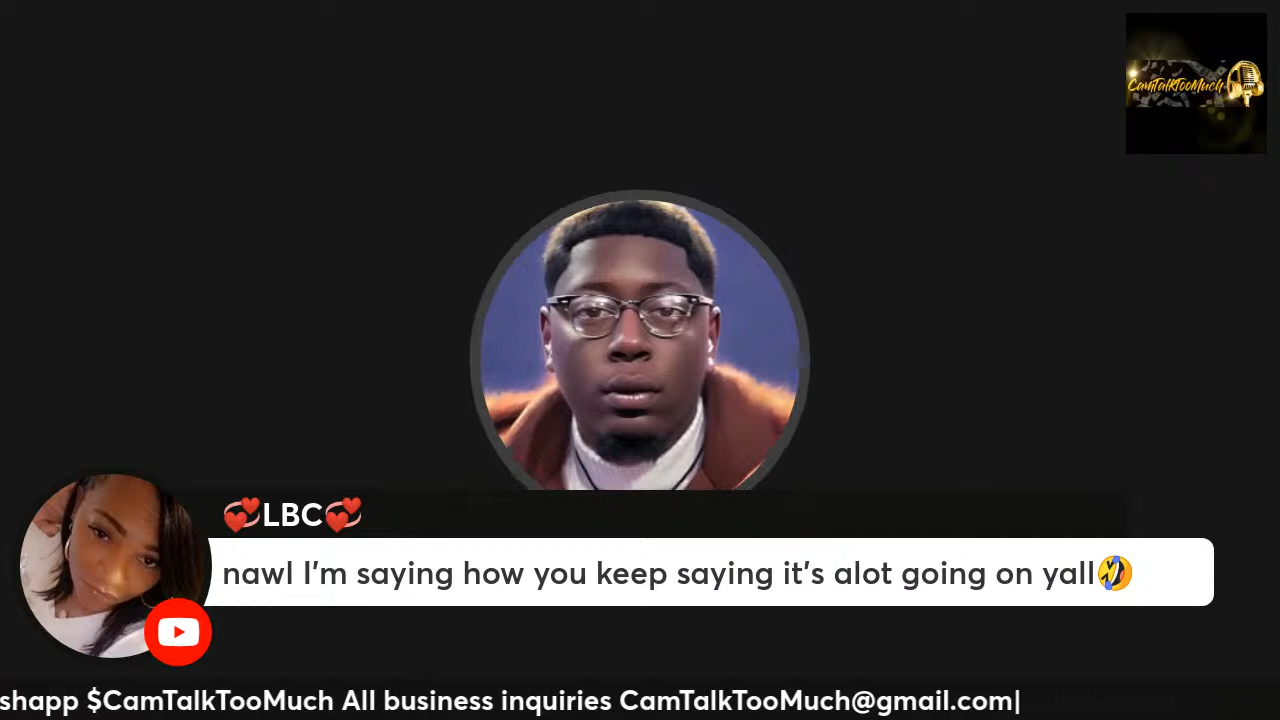 CamTalkTooMuch
💞LBC💞
nawl I'm saying how you keep saying it's alot going on yall🤣
shapp $CamTalkTooMuch All business inquiries CamTalkTooMuch@gmail.com|